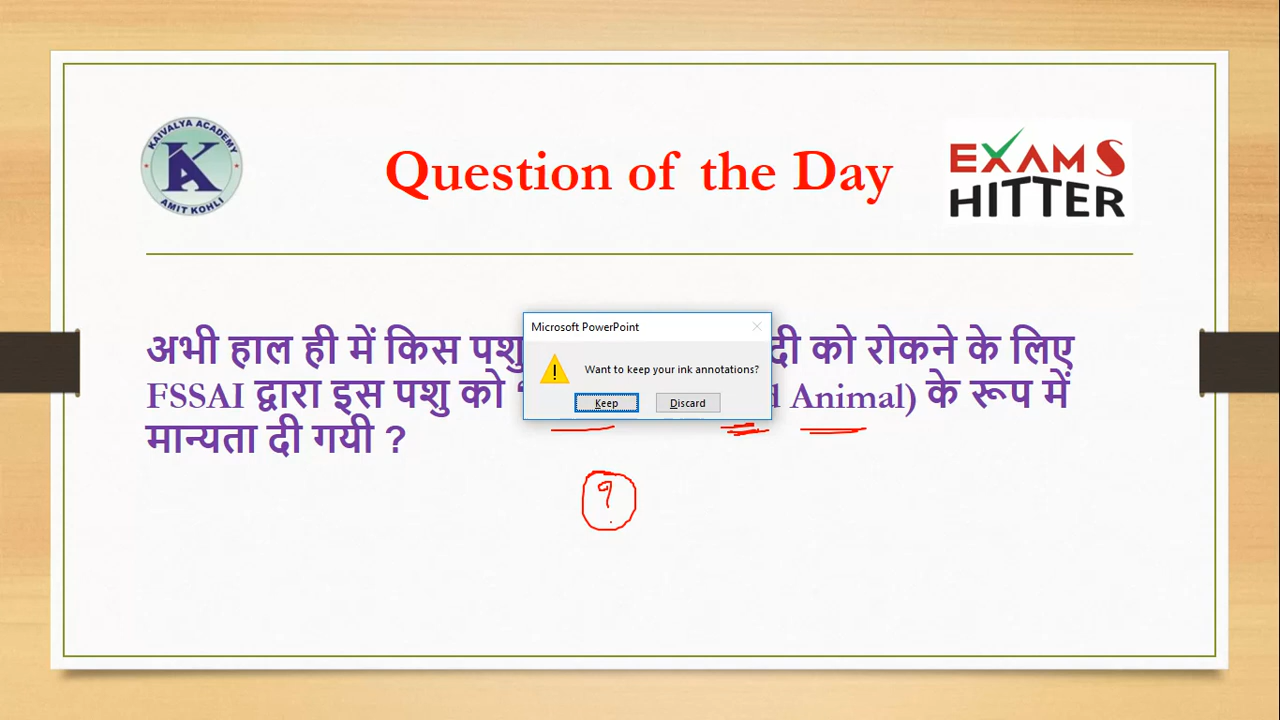 KAIVALYA ACADEMY
KA
AMIT KOHLI
Question of the Day
EXAMS
HITTER
अभी हाल ही में किस पशु दी को रोकने के लिए
FSSAI द्वारा इस पशु को ‘ d Animal) के रूप में
मान्यता दी गयी ?
Microsoft PowerPoint
Want to keep your ink annotations?
Keep
Discard
?